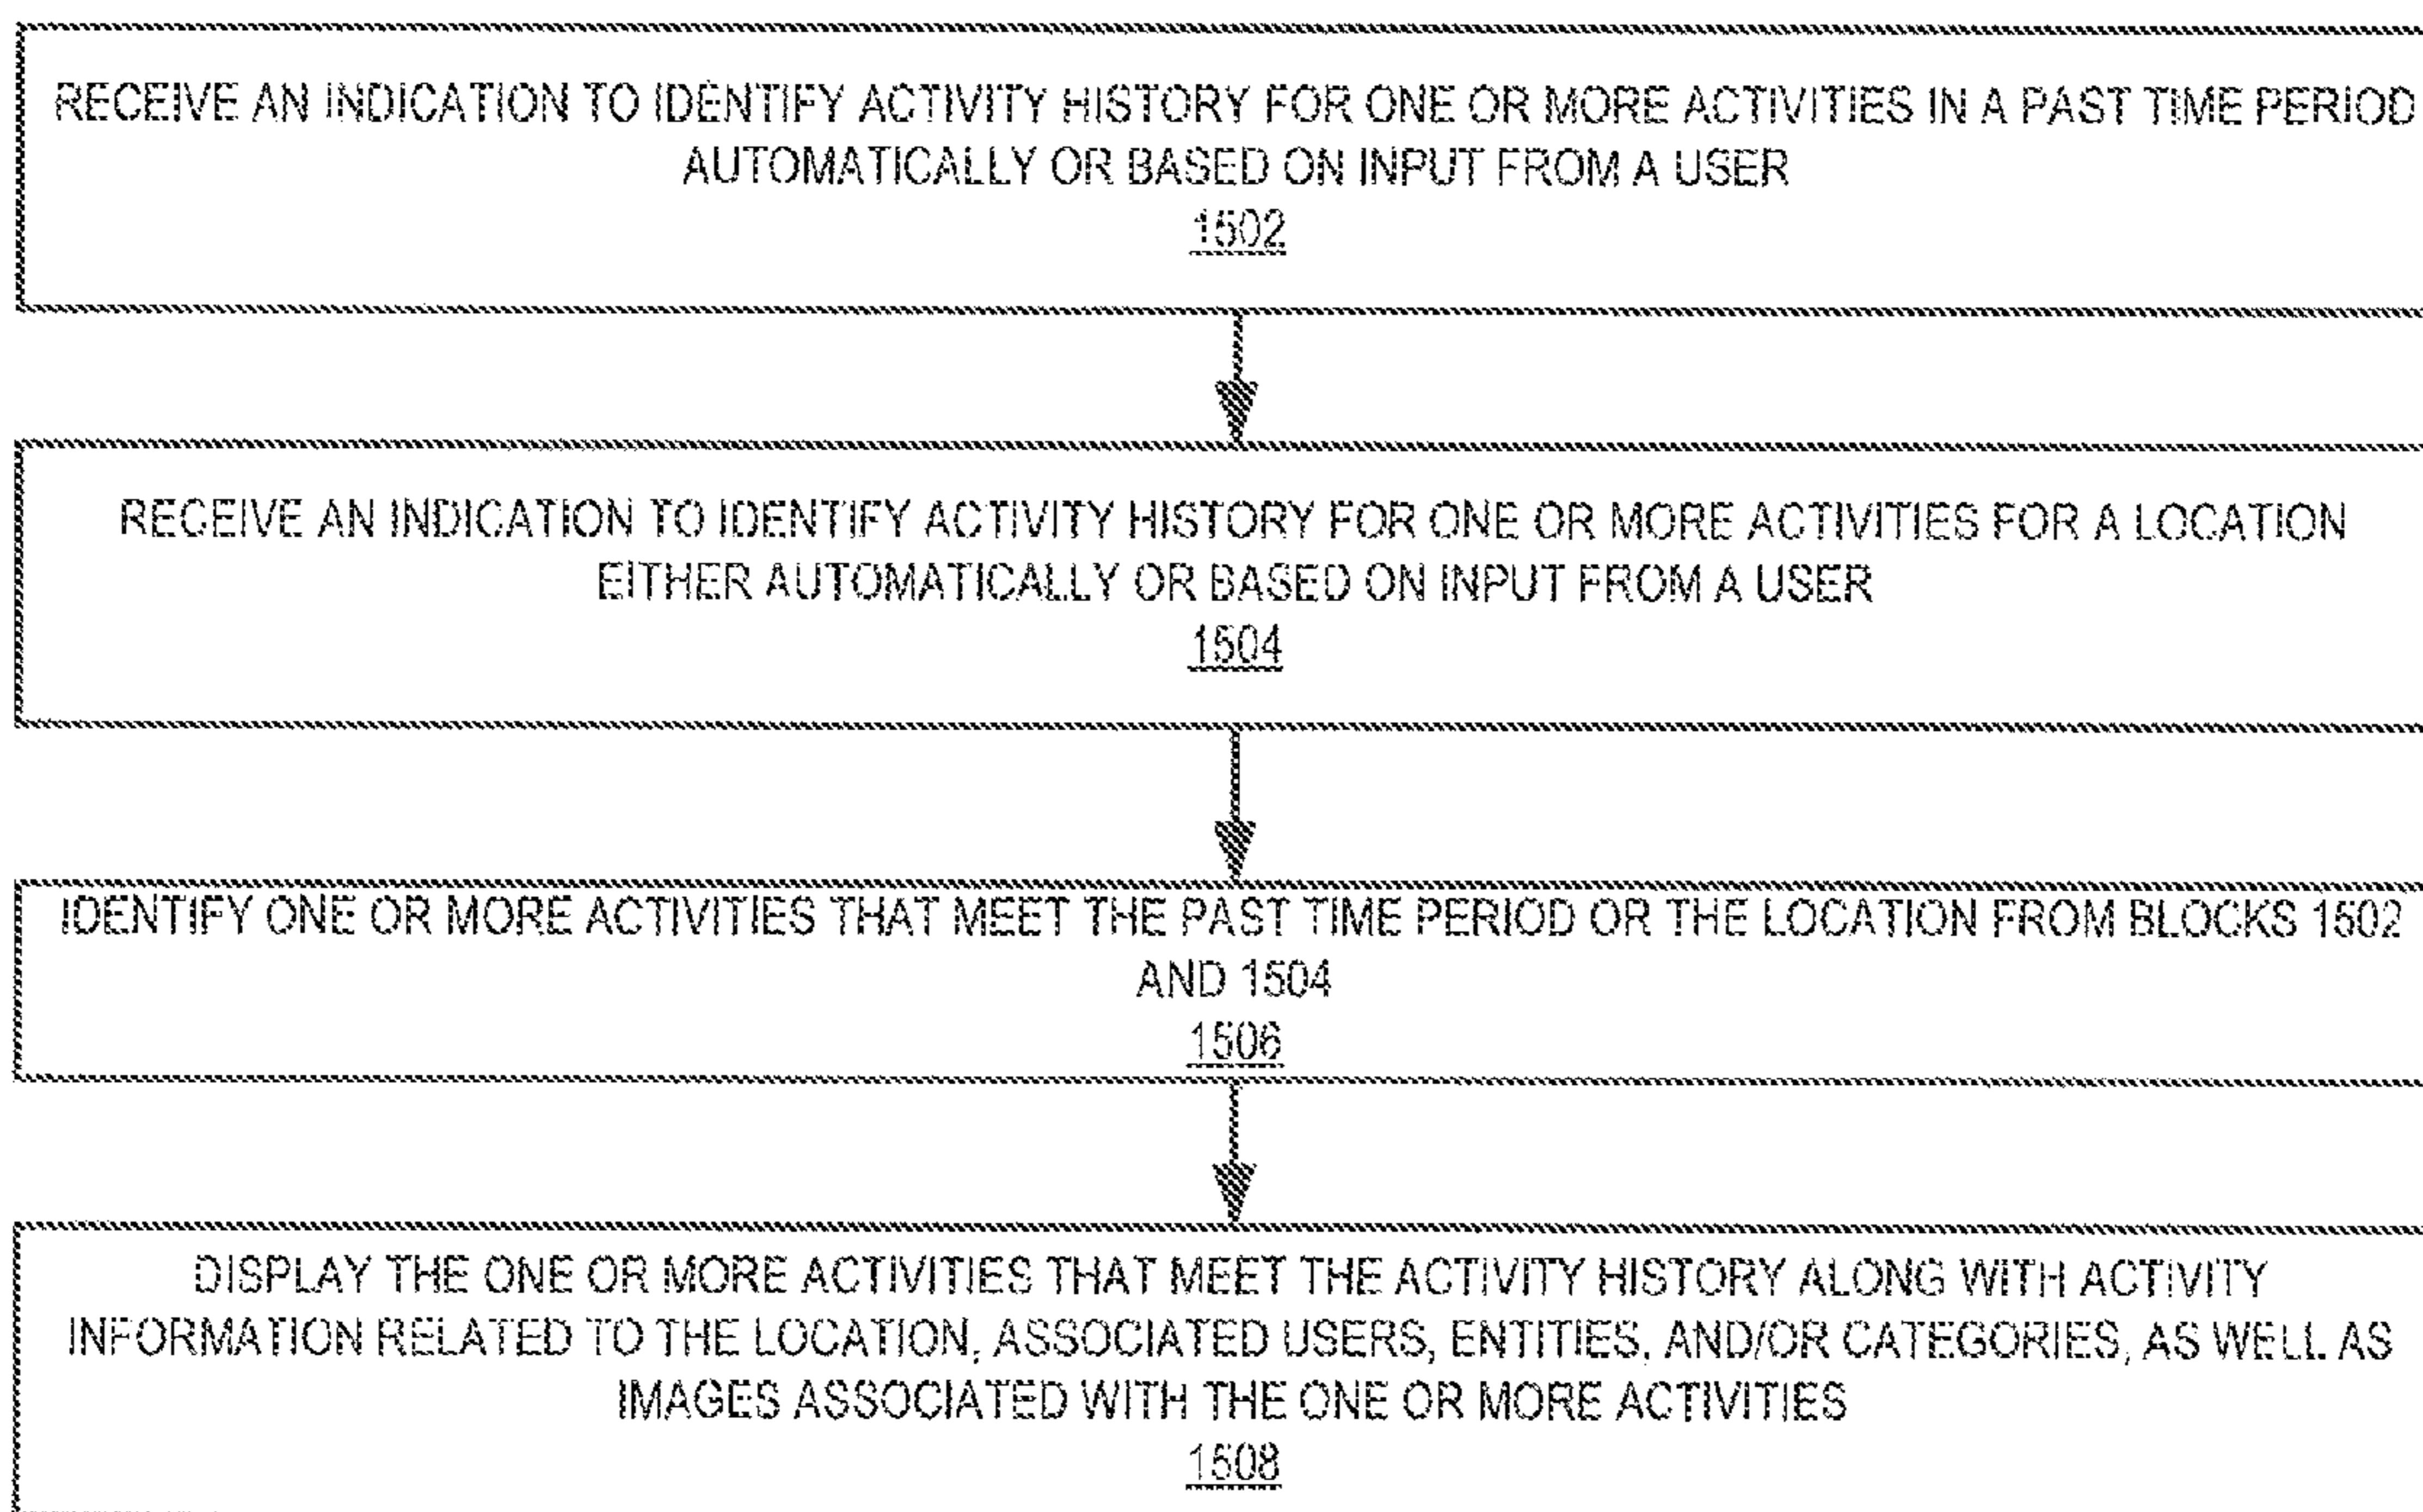 RECEIVE AN INDICATION TO IDENTIFY ACTIVITY HISTORY FOR ONE OR MORE ACTIVITIES IN A PAST TIME PERIOD
AUTOMATICALLY OR BASED ON INPUT FROM A USER
1502
RECEIVE AN INDICATION TO IDENTIFY ACTIVITY HISTORY FOR ONE OR MORE ACTIVITIES FOR A LOCATION
EITHER AUTOMATICALLY OR BASED ON INPUT FROM A USER
1504
IDENTIFY ONE OR MORE ACTIVITIES THAT MEET THE PAST TIME PERIOD OR THE LOCATION FROM BLOCKS 1502
AND 1504
1506
DISPLAY THE ONE OR MORE ACTIVITIES THAT MEET THE ACTIVITY HISTORY ALONG WITH ACTIVITY
INFORMATION RELATED TO THE LOCATION, ASSOCIATED USERS, ENTITIES, AND/OR CATEGORIES, AS WELL AS
IMAGES ASSOCIATED WITH THE ONE OR MORE ACTIVITIES
1508